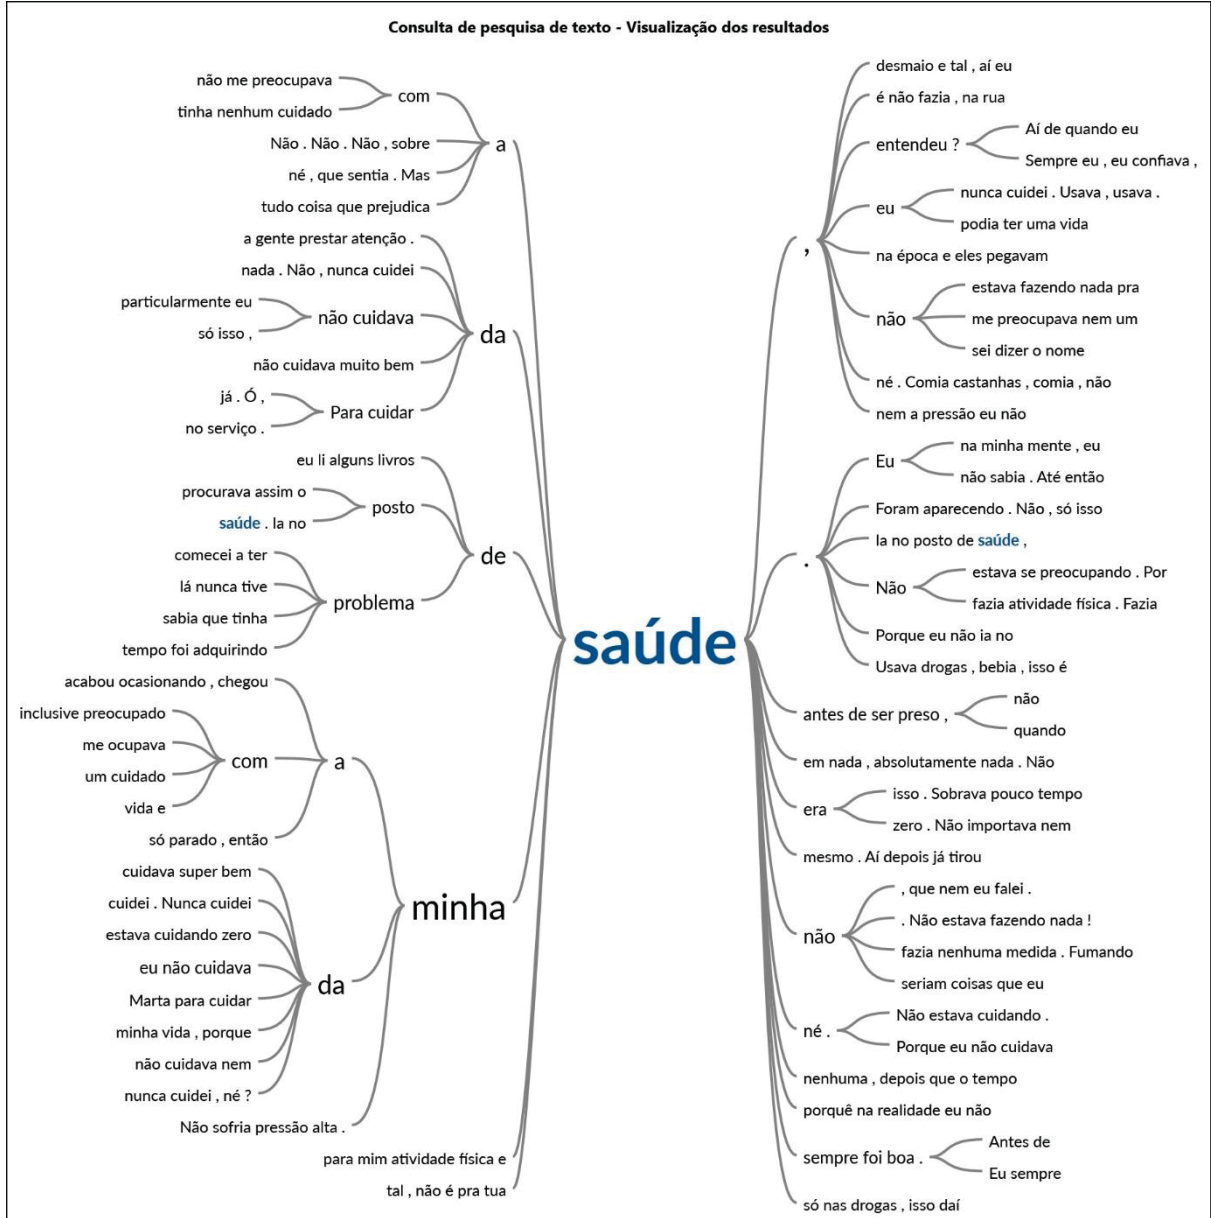 Consulta de pesquisa de texto - Visualização dos resultados
não me preocupava
tinha nenhum cuidado
com
Não . Não . Não , sobre
né , que sentia . Mas
tudo coisa que prejudica
a
a gente prestar atenção .
nada . Não , nunca cuidei
particularmente eu
só isso ,
não cuidava
não cuidava muito bem
já . Ó ,
no serviço .
Para cuidar
da
eu li alguns livros
procurava assim o
saúde . la no
posto
comecei a ter
lá nunca tive
sabia que tinha
tempo foi adquirindo
problema
de
acabou ocasionando , chegou
inclusive preocupado
me ocupava
um cuidado
vida e
com
só parado , então
a
cuidava super bem
cuidei . Nunca cuidei
estava cuidando zero
eu não cuidava
Marta para cuidar
minha vida , porque
não cuidava nem
nunca cuidei , né ?
da
Não sofria pressão alta .
minha
para mim atividade física e
tal , não é pra tua
saúde
,
desmaio e tal , aí eu
é não fazia , na rua
entendeu ?
Aí de quando eu
Sempre eu , eu confiava ,
eu
nunca cuidei . Usava , usava .
podia ter uma vida
na época e eles pegavam
não
estava fazendo nada pra
me preocupava nem um
sei dizer o nome
né . Comia castanhas , comia , não
nem a pressão eu não
.
Eu
na minha mente , eu
não sabia . Até então
Foram aparecendo . Não , só isso
la no posto de saúde ,
Não
estava se preocupando . Por
fazia atividade física . Fazia
Porque eu não ia no
Usava drogas , bebia , isso é
antes de ser preso ,
não
quando
em nada , absolutamente nada . Não
era
isso . Sobrava pouco tempo
zero . Não importava nem
mesmo . Aí depois já tirou
não
, que nem eu falei .
. Não estava fazendo nada !
fazia nenhuma medida . Fumando
seriam coisas que eu
né .
Não estava cuidando .
Porque eu não cuidava
nenhuma , depois que o tempo
porquê na realidade eu não
sempre foi boa .
Antes de
Eu sempre
só nas drogas , isso daí